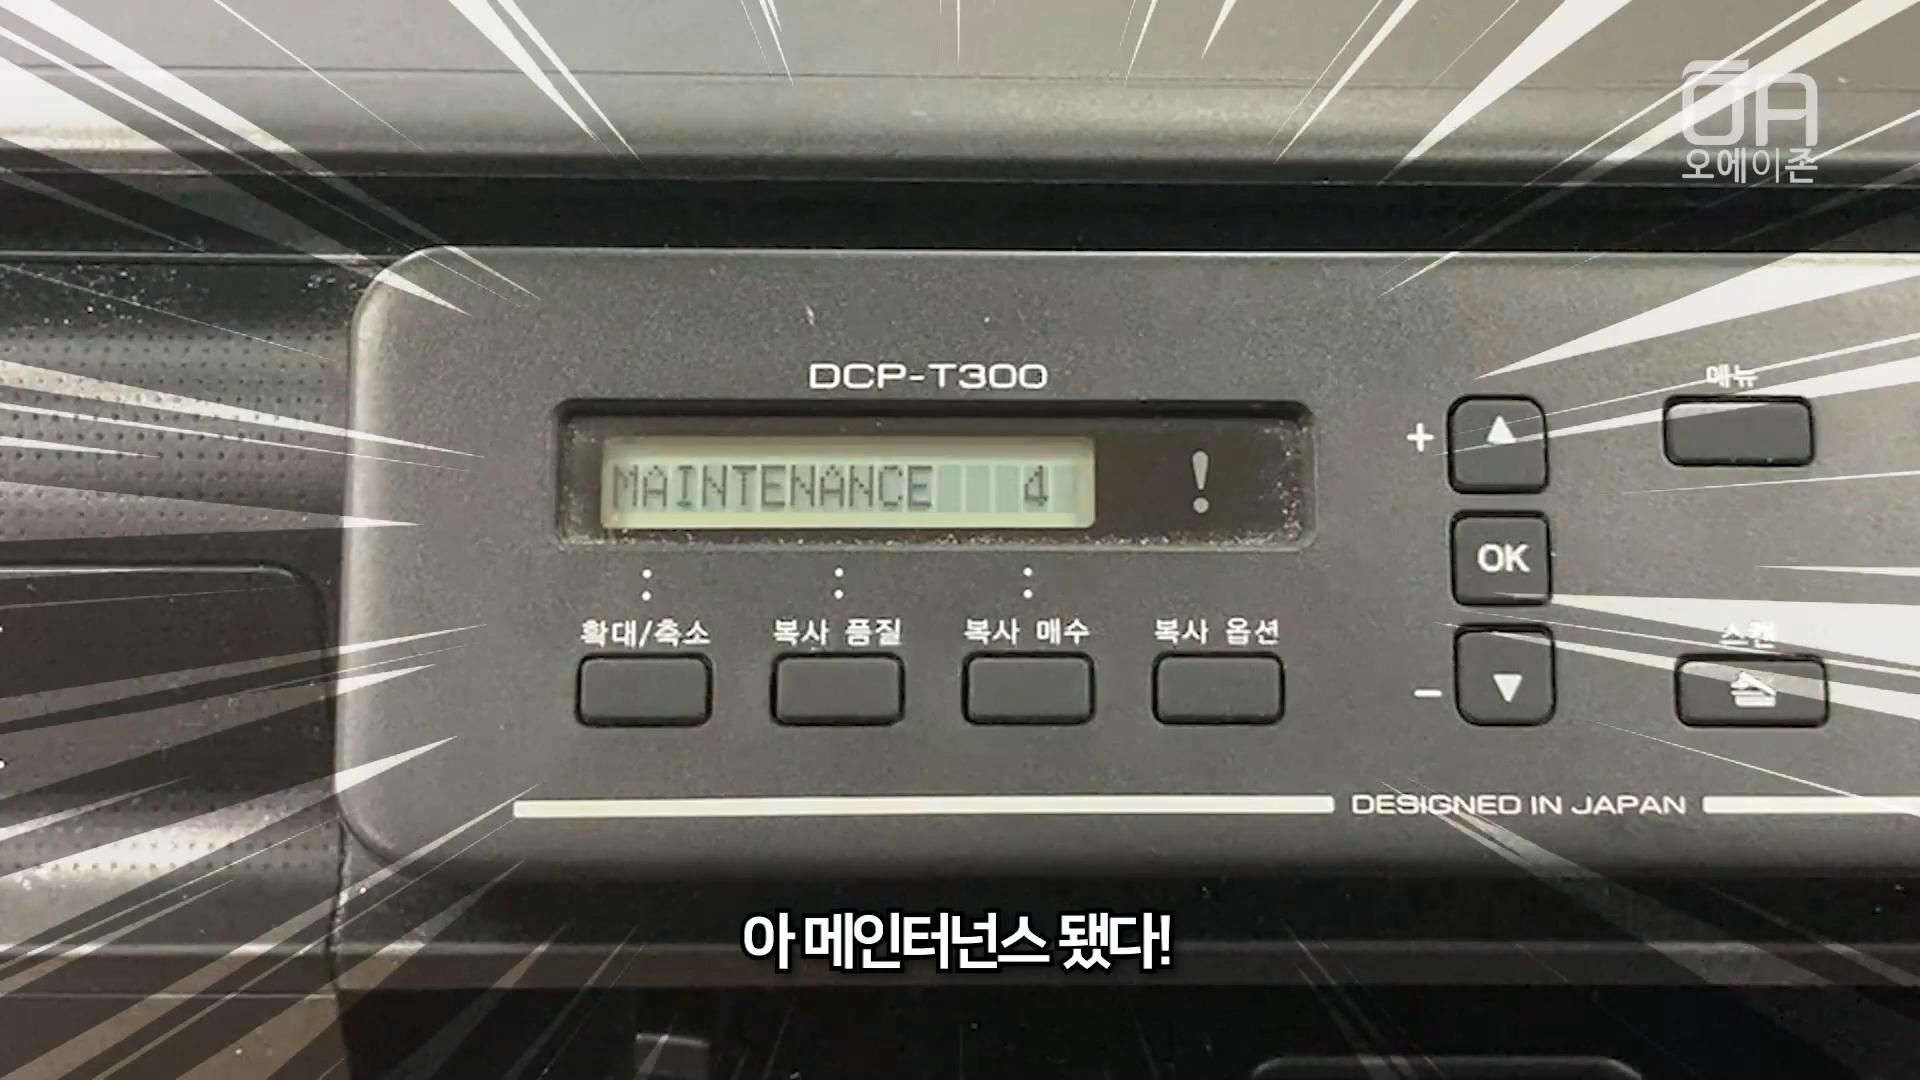 OA
오에이존
DCP-T300
메뉴
+
MAINTENANCE 4
!
OK
확대/축소
복사 품질
복사 매수
복사 옵션
스캔
-
DESIGNED IN JAPAN
아 메인터넌스 됐다!